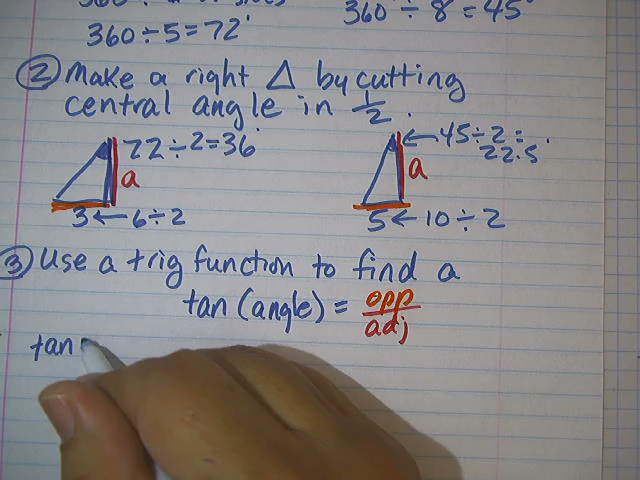 360 ÷ 8 = 45°
360 ÷ 5 = 72°
② Make a right △ by cutting
central angle in 1/2.
72 ÷ 2 = 36°
a
3 ← 6 ÷ 2
← 45 ÷ 2 =
22.5°
a
5 ← 10 ÷ 2
③ Use a trig function to find a
tan (angle) = opp/adj
tan